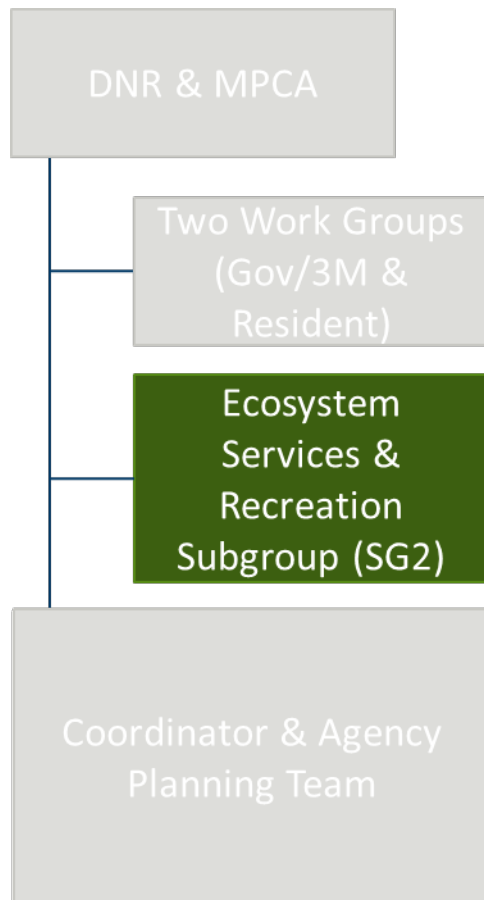 DNR & MPCA
Two Work Groups
(Gov/3M &
Resident)
Ecosystem
Services &
Recreation
Subgroup (SG2)
Coordinator & Agency
Planning Team